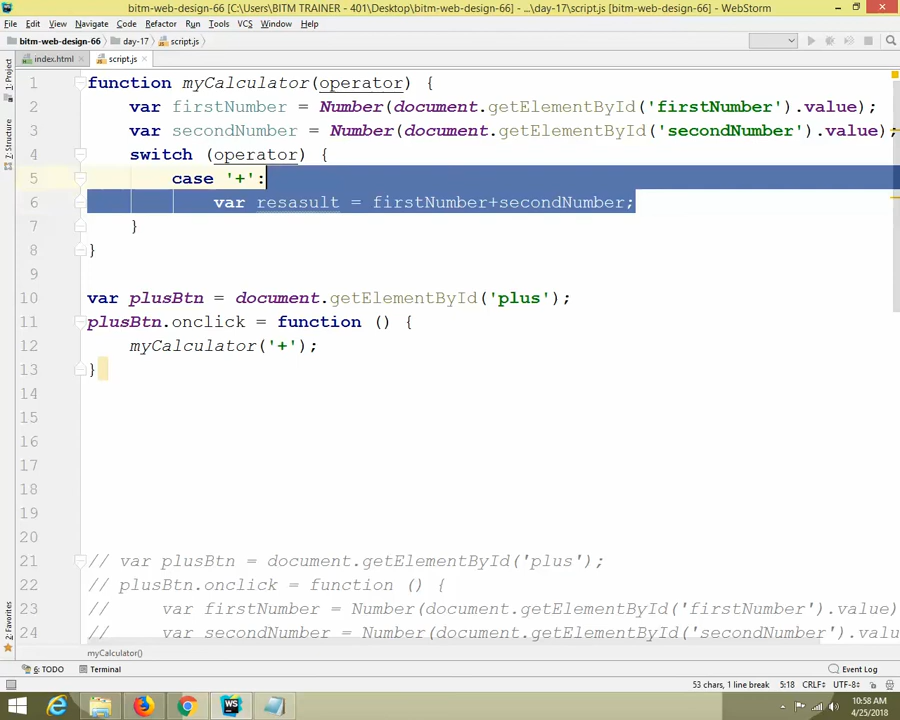 bitm-web-design-66 [C:\Users\BITM TRAINER - 401\Desktop\bitm-web-design-66] - ...\day-17\script.js [bitm-web-design-66] - WebStorm
File Edit View Navigate Code Refactor Run Tools VCS Window Help
bitm-web-design-66 day-17 script.js
index.html script.js
1: Project
7: Structure
2: Favorites
1 function myCalculator(operator) {
2 var firstNumber = Number(document.getElementById('firstNumber').value);
3 var secondNumber = Number(document.getElementById('secondNumber').value);
4 switch (operator) {
5 case '+':
6 var resasult = firstNumber+secondNumber;
7 }
8 }
9
10 var plusBtn = document.getElementById('plus');
11 plusBtn.onclick = function () {
12 myCalculator('+');
13 }
14
15
16
17
18
19
20
21 // var plusBtn = document.getElementById('plus');
22 // plusBtn.onclick = function () {
23 // var firstNumber = Number(document.getElementById('firstNumber').value)
24 // var secondNumber = Number(document.getElementById('secondNumber').valu
myCalculator()
6: TODO Terminal Event Log
53 chars, 1 line break 5:18 CRLF÷ UTF-8÷
WS
10:58 AM
4/25/2018